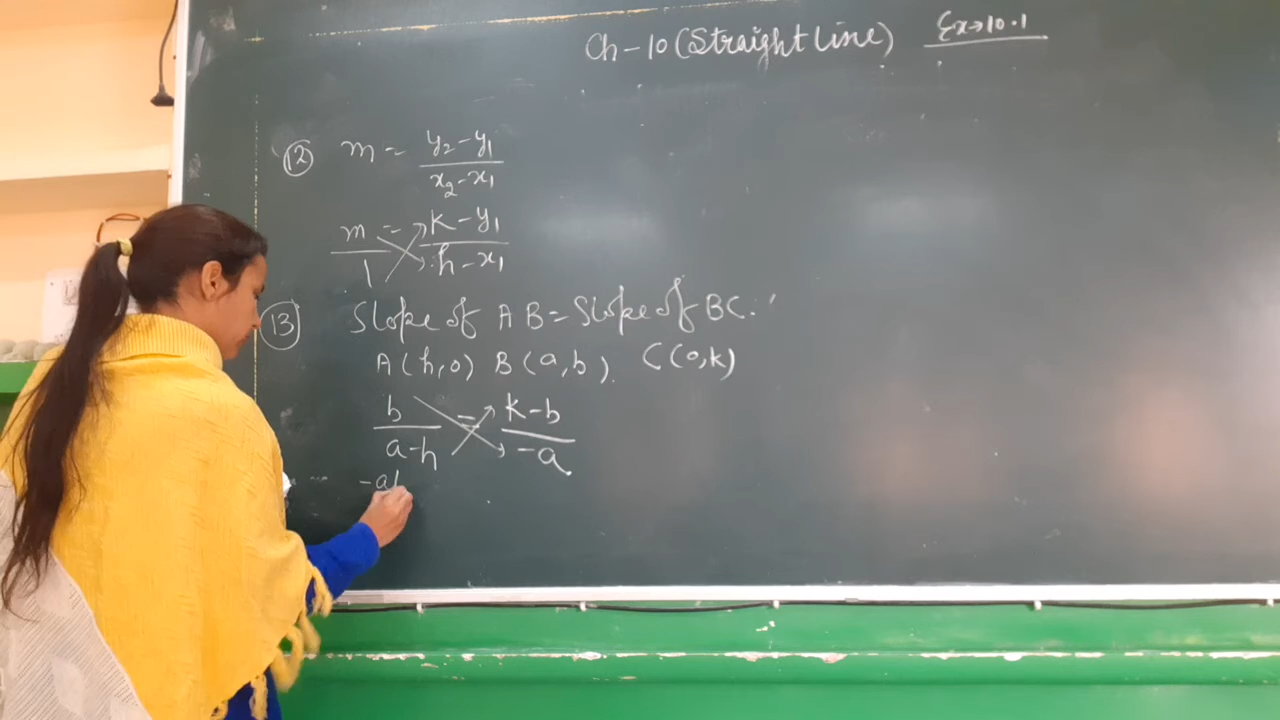 Ch-10 (Straight Line) Ex→10.1
(12) m = y₂-y₁/x₂-x₁
m/1 = k-y₁/h-x₁
(13) Slope of AB = Slope of BC.
A(h,0) B(a,b). C(0,k)
b/a-h = k-b/-a
-ab